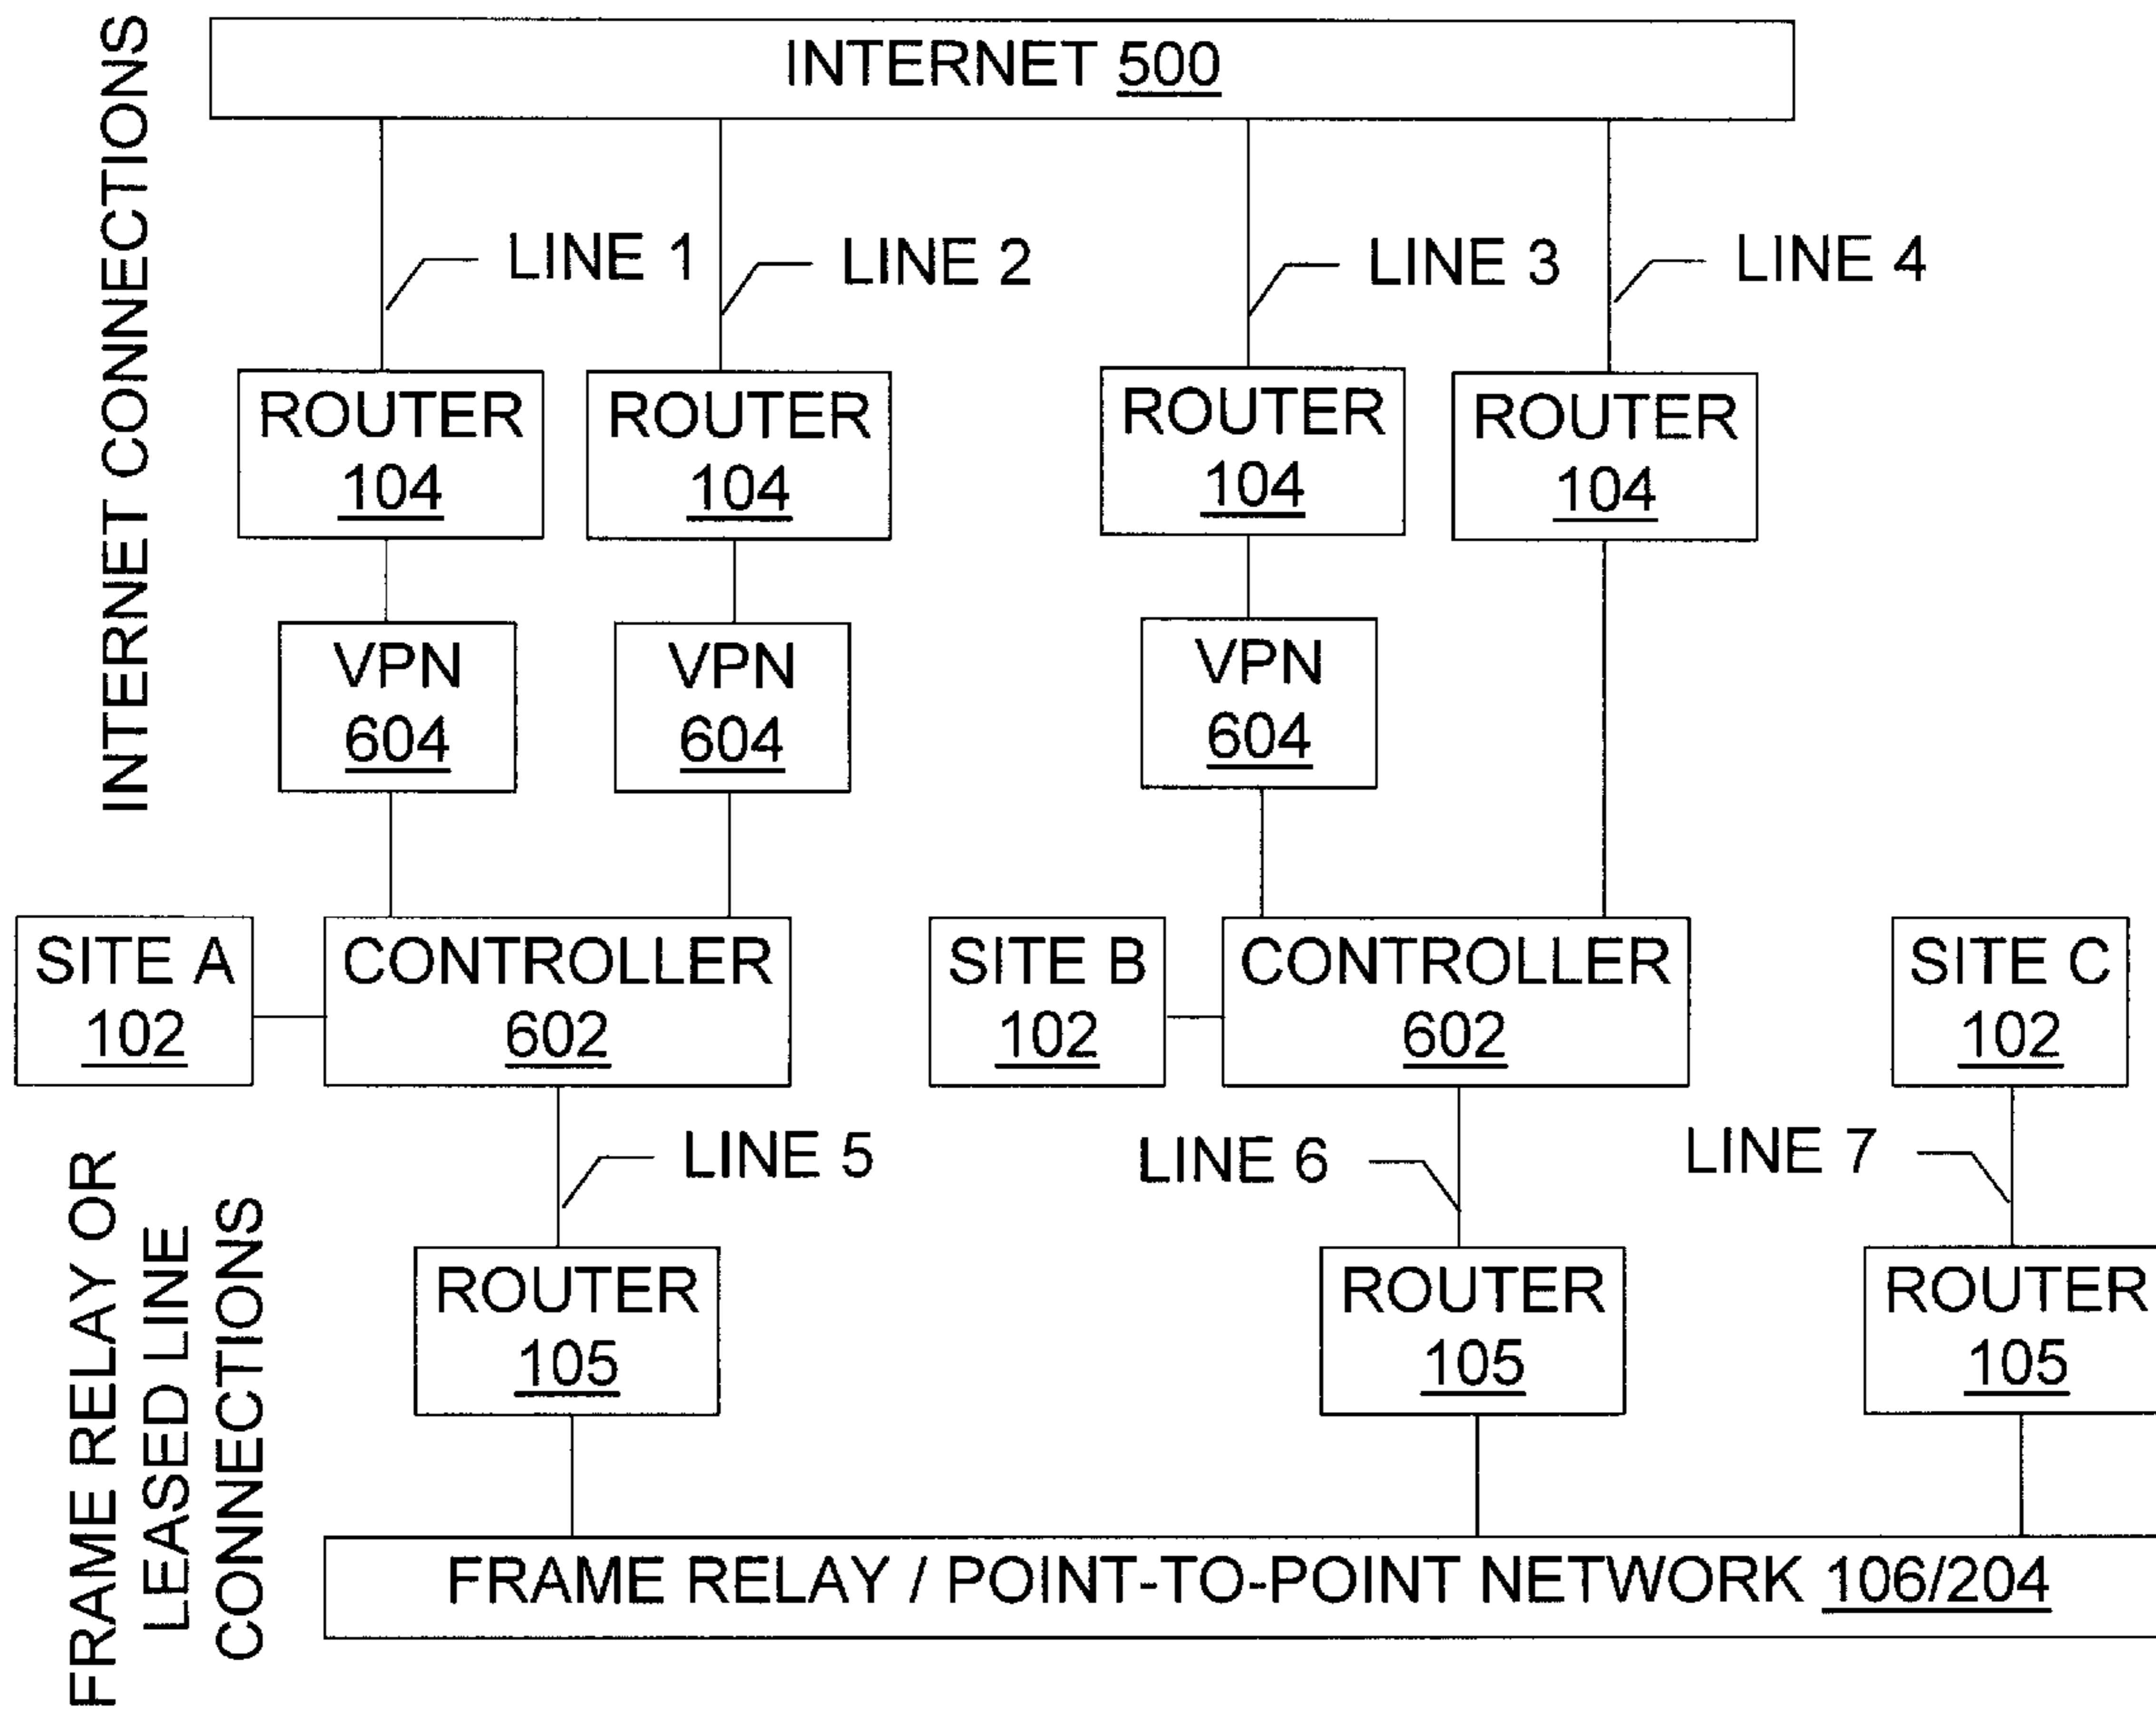 INTERNET CONNECTIONS
INTERNET 500
LINE 1
LINE 2
LINE 3
LINE 4
ROUTER
104
ROUTER
104
ROUTER
104
ROUTER
104
VPN
604
VPN
604
VPN
604
SITE A
102
CONTROLLER
602
SITE B
102
CONTROLLER
602
SITE C
102
FRAME RELAY OR
LEASED LINE
CONNECTIONS
LINE 5
LINE 6
LINE 7
ROUTER
105
ROUTER
105
ROUTER
105
FRAME RELAY / POINT-TO-POINT NETWORK 106/204